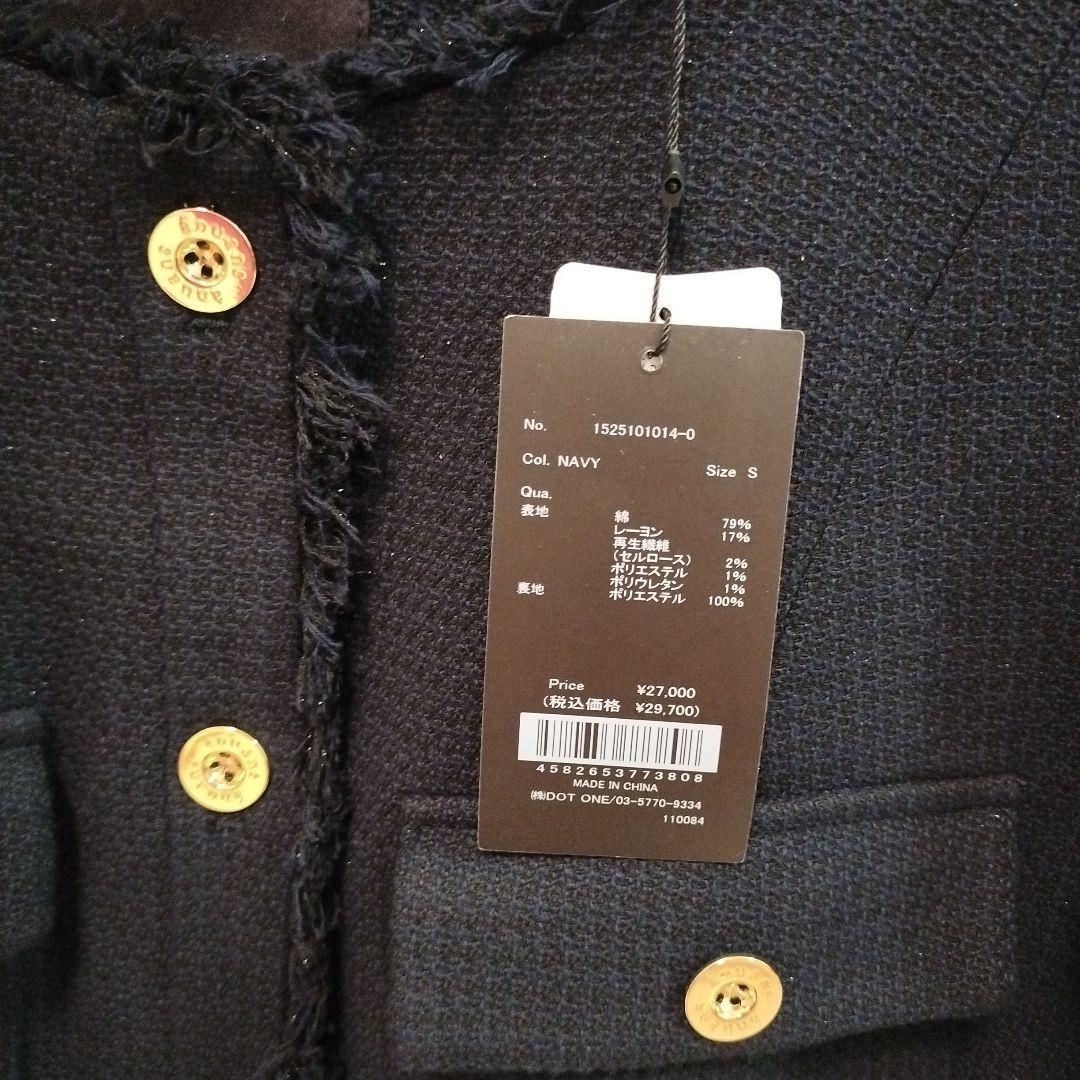 No. 1525101014-0
Col. NAVY Size S
Qua.
表地 綿 79%
レーヨン 17%
再生繊維
(セルロース) 2%
ポリエステル 1%
ポリウレタン 1%
裏地 ポリエステル 100%
Price ¥27,000
(税込価格 ¥29,700)
4582653773808
MADE IN CHINA
㈱DOT ONE/03-5770-9334
110084